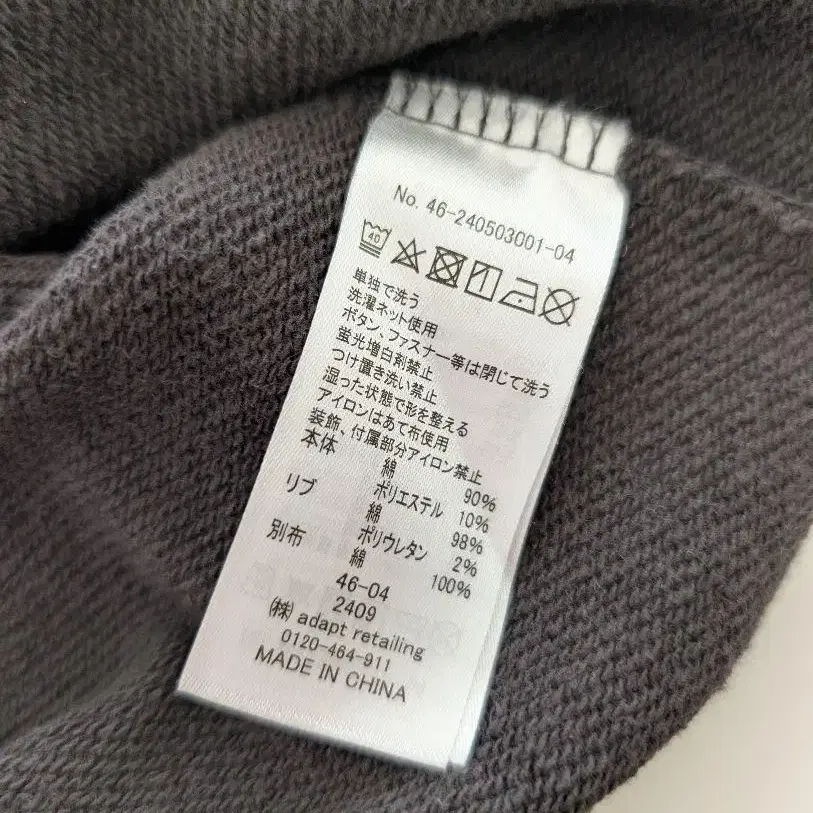 No. 46-240503001-04
40
単独で洗う
洗濯ネット使用
ボタン、ファスナー等は閉じて洗う
蛍光増白剤禁止
つけ置き洗い禁止
湿った状態で形を整える
アイロンはあて布使用
装飾、付属部分アイロン禁止
本体 綿 90%
ポリエステル 10%
リブ 綿 98%
ポリウレタン 2%
別布 綿 100%
46-04
2409
(株) adapt retailing
0120-464-911
MADE IN CHINA